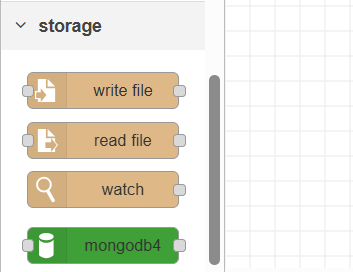 storage
write file
read file
watch
mongodb4